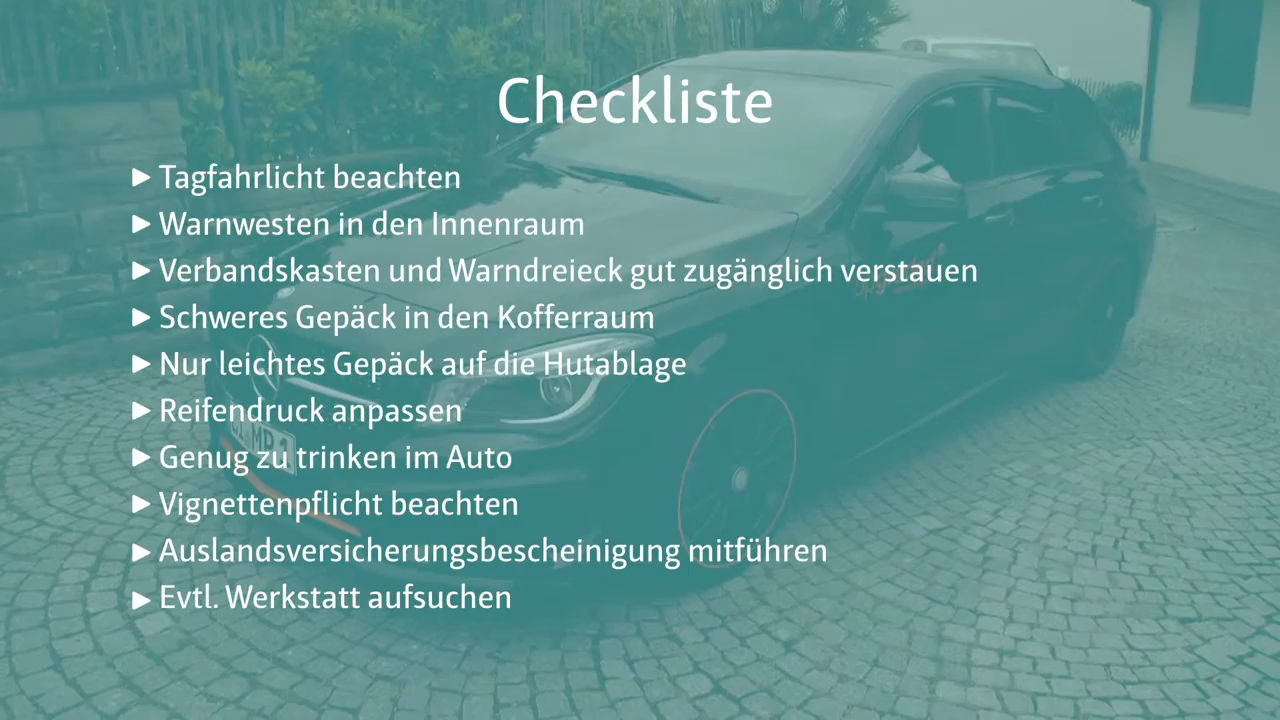 Checkliste
▶ Tagfahrlicht beachten
▶ Warnwesten in den Innenraum
▶ Verbandskasten und Warndreieck gut zugänglich verstauen
▶ Schweres Gepäck in den Kofferraum
▶ Nur leichtes Gepäck auf die Hutablage
▶ Reifendruck anpassen
▶ Genug zu trinken im Auto
▶ Vignettenpflicht beachten
▶ Auslandsversicherungsbescheinigung mitführen
▶ Evtl. Werkstatt aufsuchen